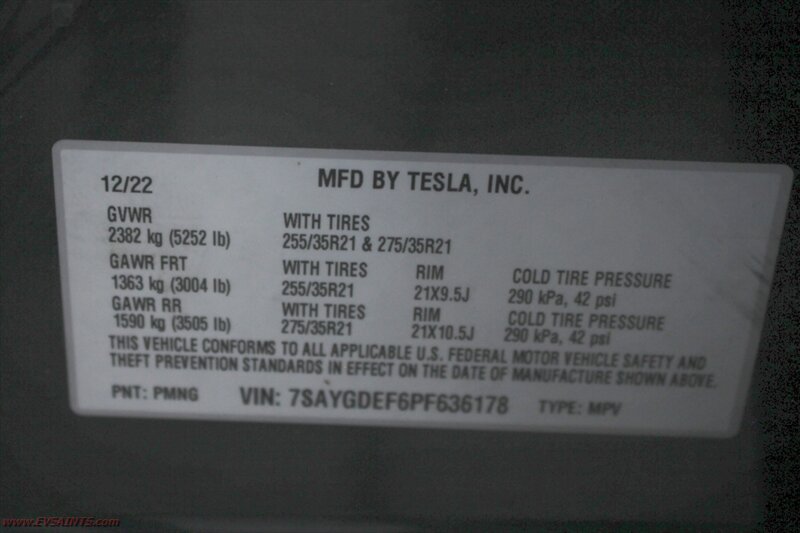 12/22 MFD BY TESLA, INC.
GVWR WITH TIRES
2382 kg (5252 lb) 255/35R21 & 275/35R21
GAWR FRT WITH TIRES RIM COLD TIRE PRESSURE
1363 kg (3004 lb) 255/35R21 21X9.5J 290 kPa, 42 psi
GAWR RR WITH TIRES RIM COLD TIRE PRESSURE
1590 kg (3505 lb) 275/35R21 21X10.5J 290 kPa, 42 psi
THIS VEHICLE CONFORMS TO ALL APPLICABLE U.S. FEDERAL MOTOR VEHICLE SAFETY AND
THEFT PREVENTION STANDARDS IN EFFECT ON THE DATE OF MANUFACTURE SHOWN ABOVE.
PNT: PMNG VIN: 7SAYGDEF6PF636178 TYPE: MPV
www.EVSAINTS.com